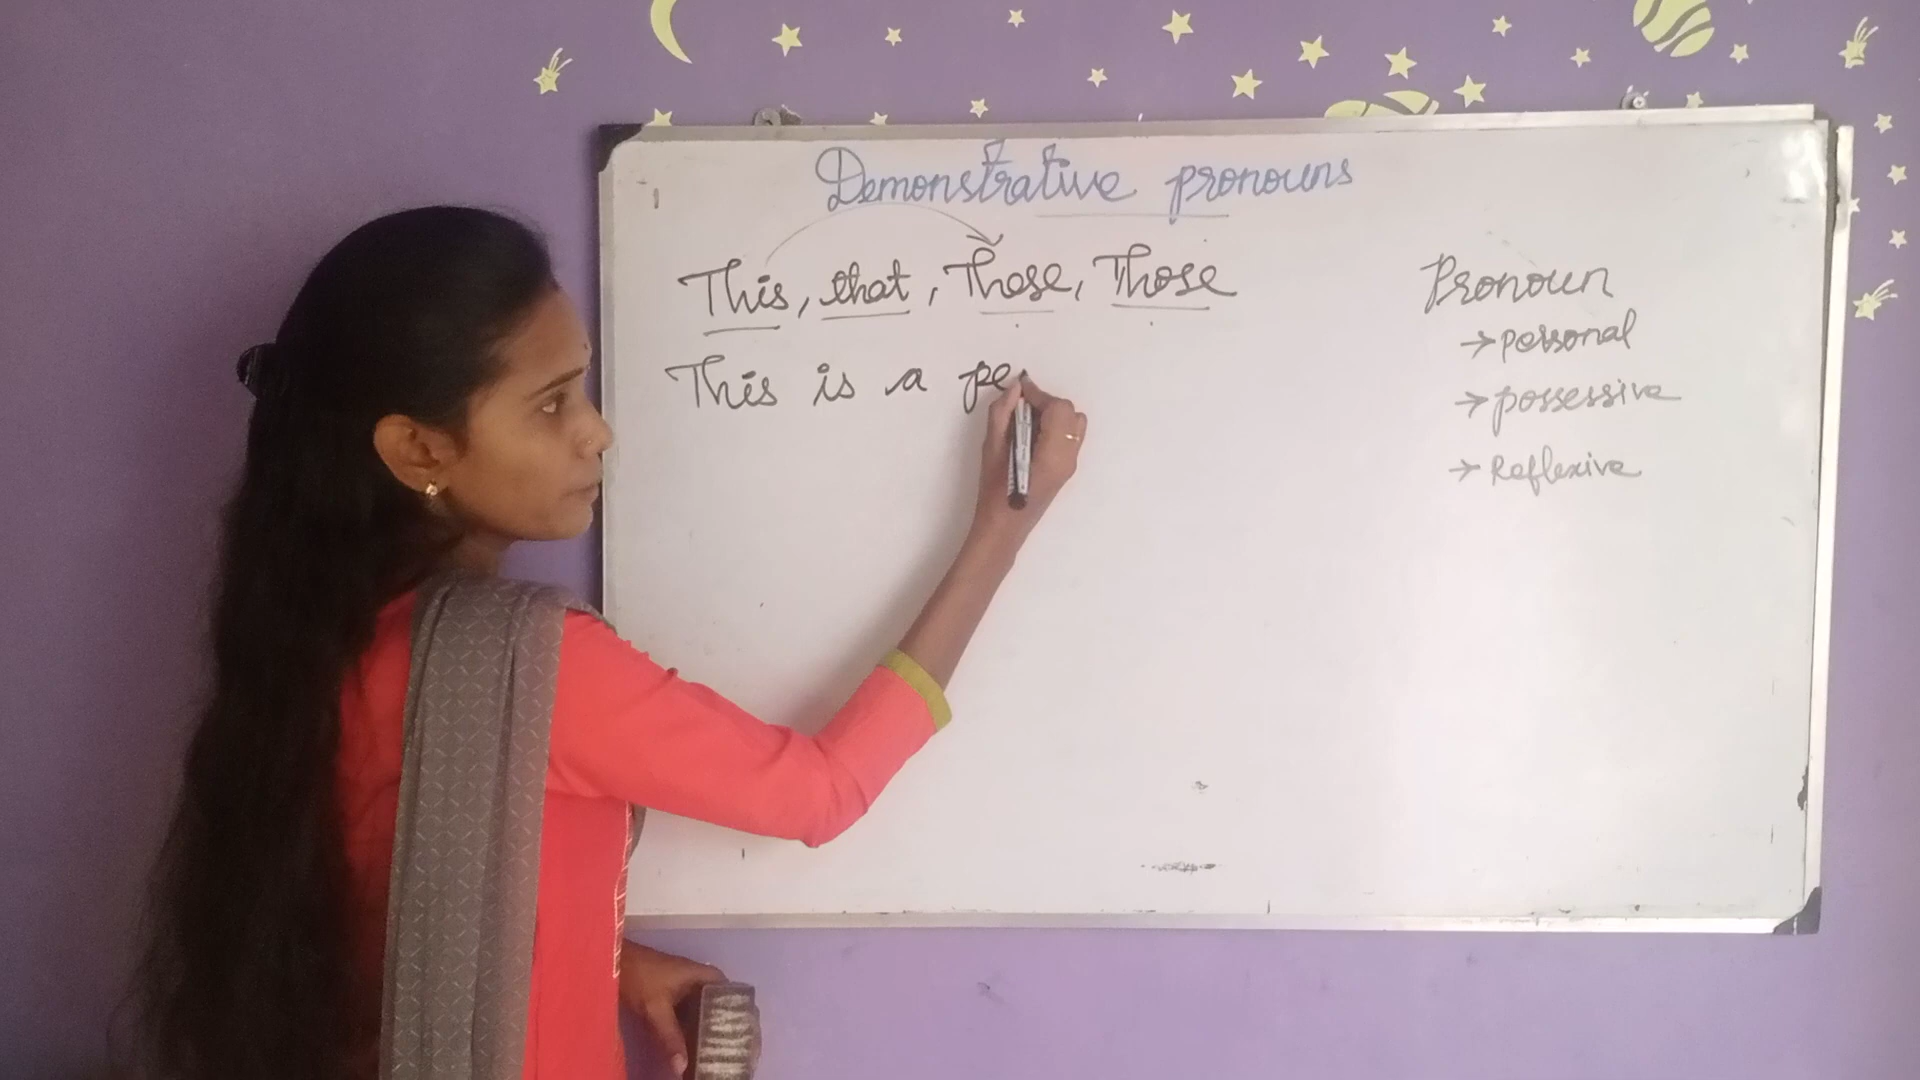 Demonstrative pronouns
This, that, These, Those
This is a pe
Pronoun
→ personal
→ possessive
→ Reflexive